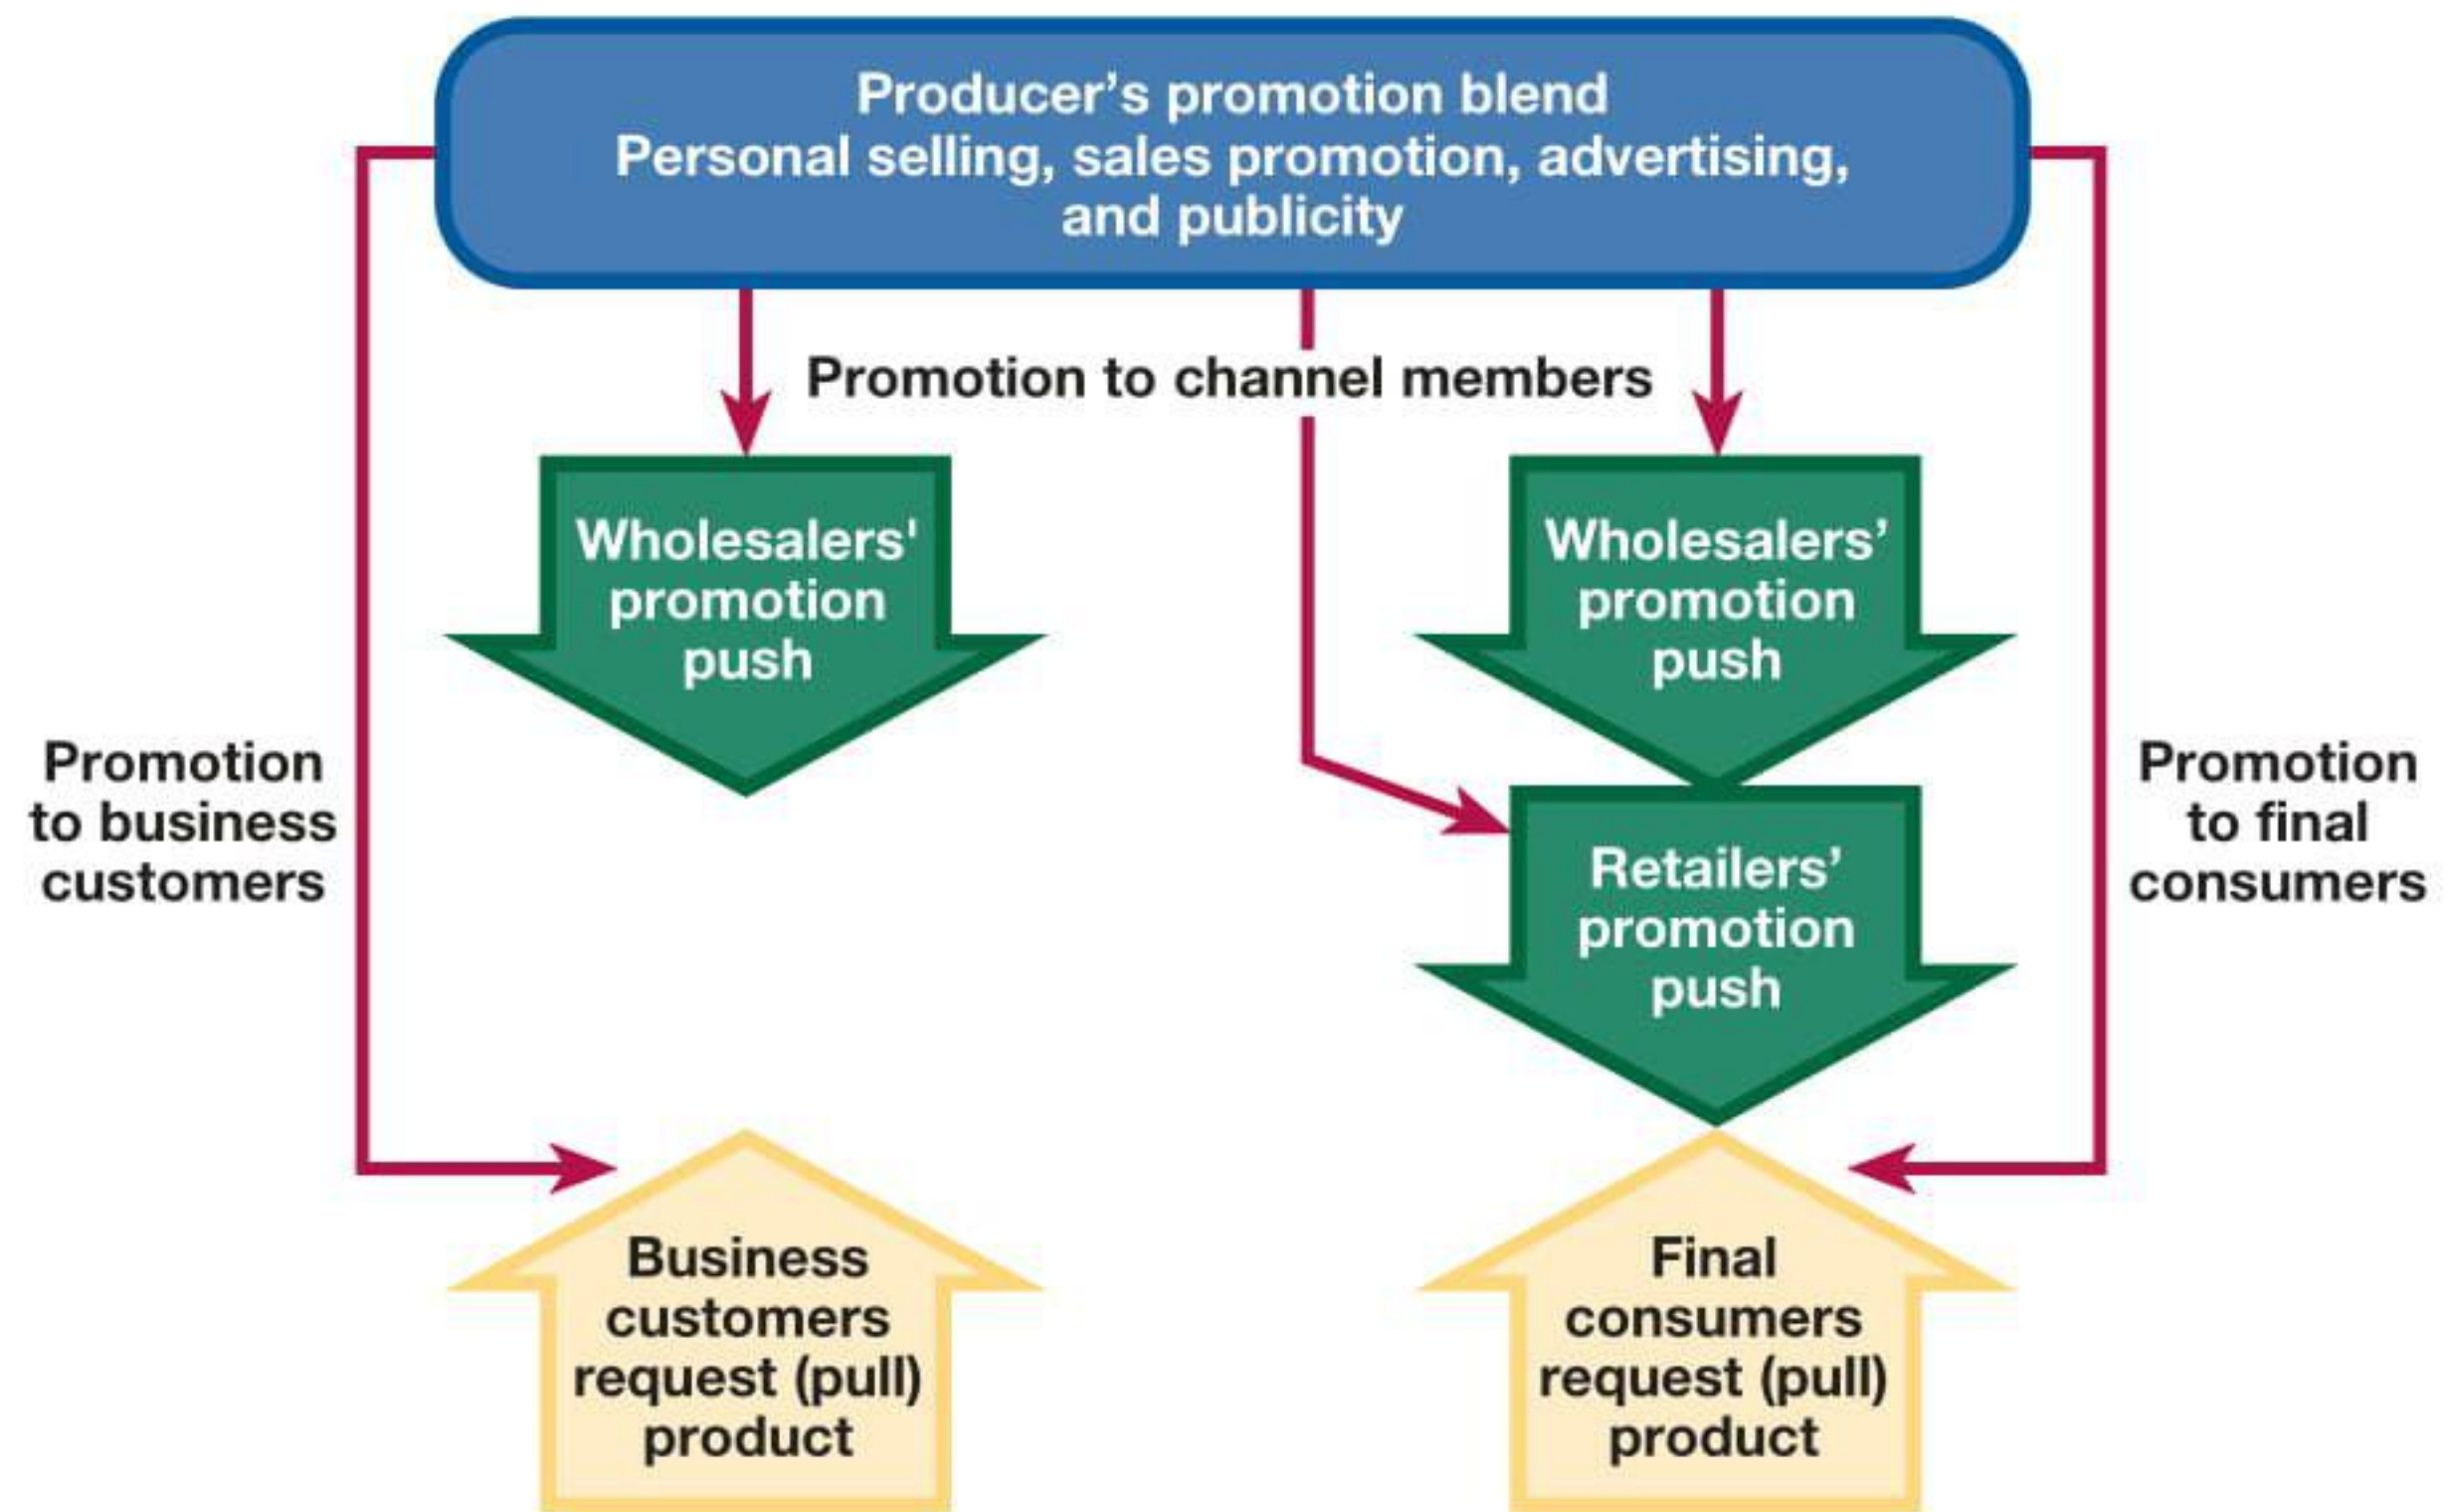 Producer’s promotion blend
Personal selling, sales promotion, advertising,
and publicity
Promotion to channel members
Wholesalers'
promotion
push
Wholesalers’
promotion
push
Promotion
to business
customers
Retailers’
promotion
push
Promotion
to final
consumers
Business
customers
request (pull)
product
Final
consumers
request (pull)
product